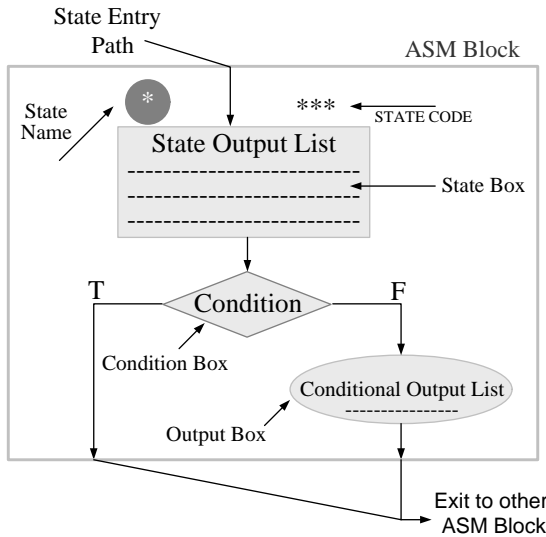 State Entry
Path
ASM Block
State
Name
*
***
STATE CODE
State Output List
State Box
T
Condition
F
Condition Box
Conditional Output List
Output Box
Exit to other
ASM Block